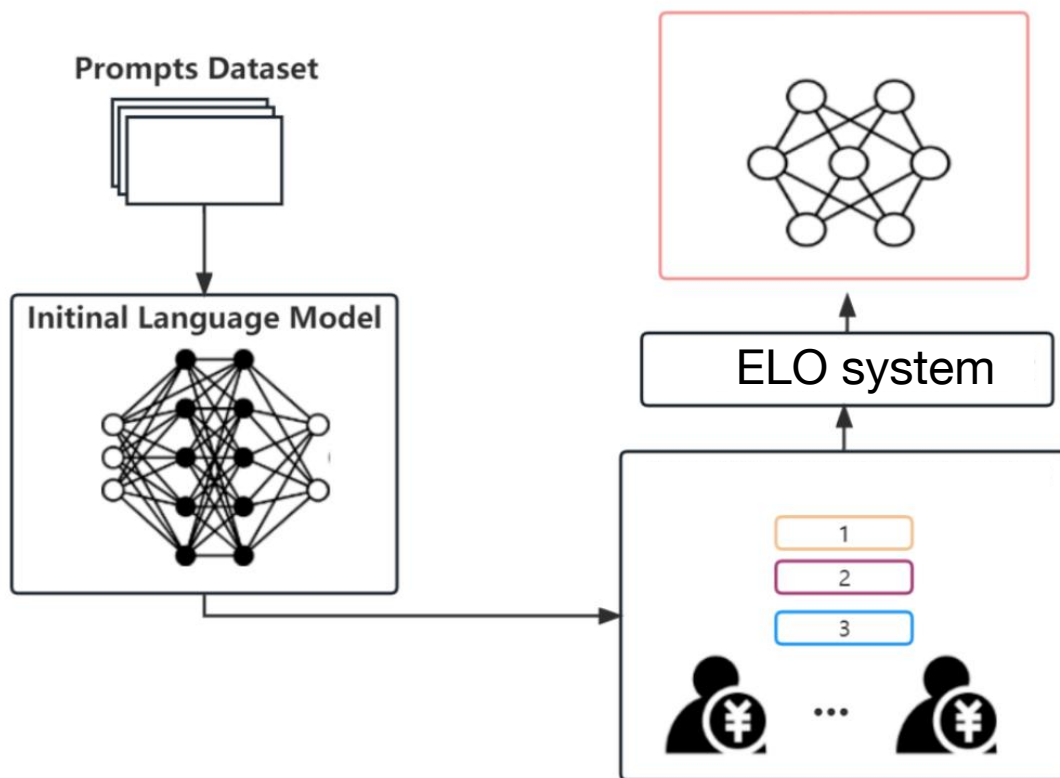 Prompts Dataset
Initinal Language Model
ELO system
1
2
3
¥
...
¥